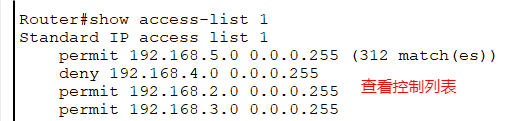 Router#show access-list 1
Standard IP access list 1
    permit 192.168.5.0 0.0.0.255 (312 match(es))
    deny 192.168.4.0 0.0.0.255
    permit 192.168.2.0 0.0.0.255
查看控制列表
    permit 192.168.3.0 0.0.0.255